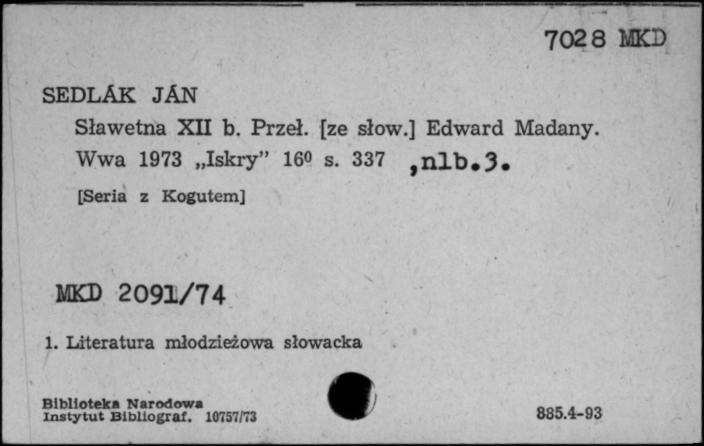 7028 MKD
SEDLÁK JÁN
Sławetna XII b. Przeł. [ze słow.] Edward Madany.
Wwa 1973 „Iskry” 16⁰ s. 337 ,nlb.3.
[Seria z Kogutem]
MKD 2091/74
1. Literatura młodzieżowa słowacka
Biblioteka Narodowa
Instytut Bibliograf. 10757/73
885.4-93